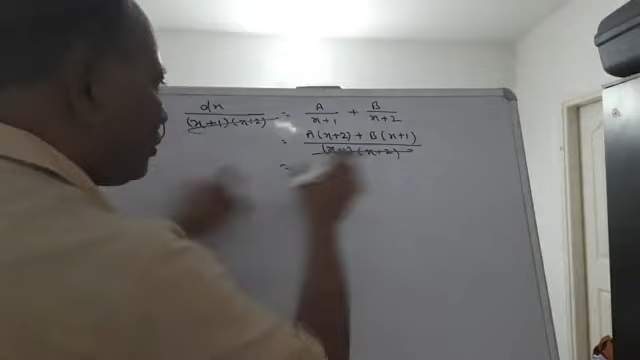 dx/(x+1)(x+2) = A/x+1 + B/x+2
= A(x+2) + B(x+1)/(x+1)(x+2)
=